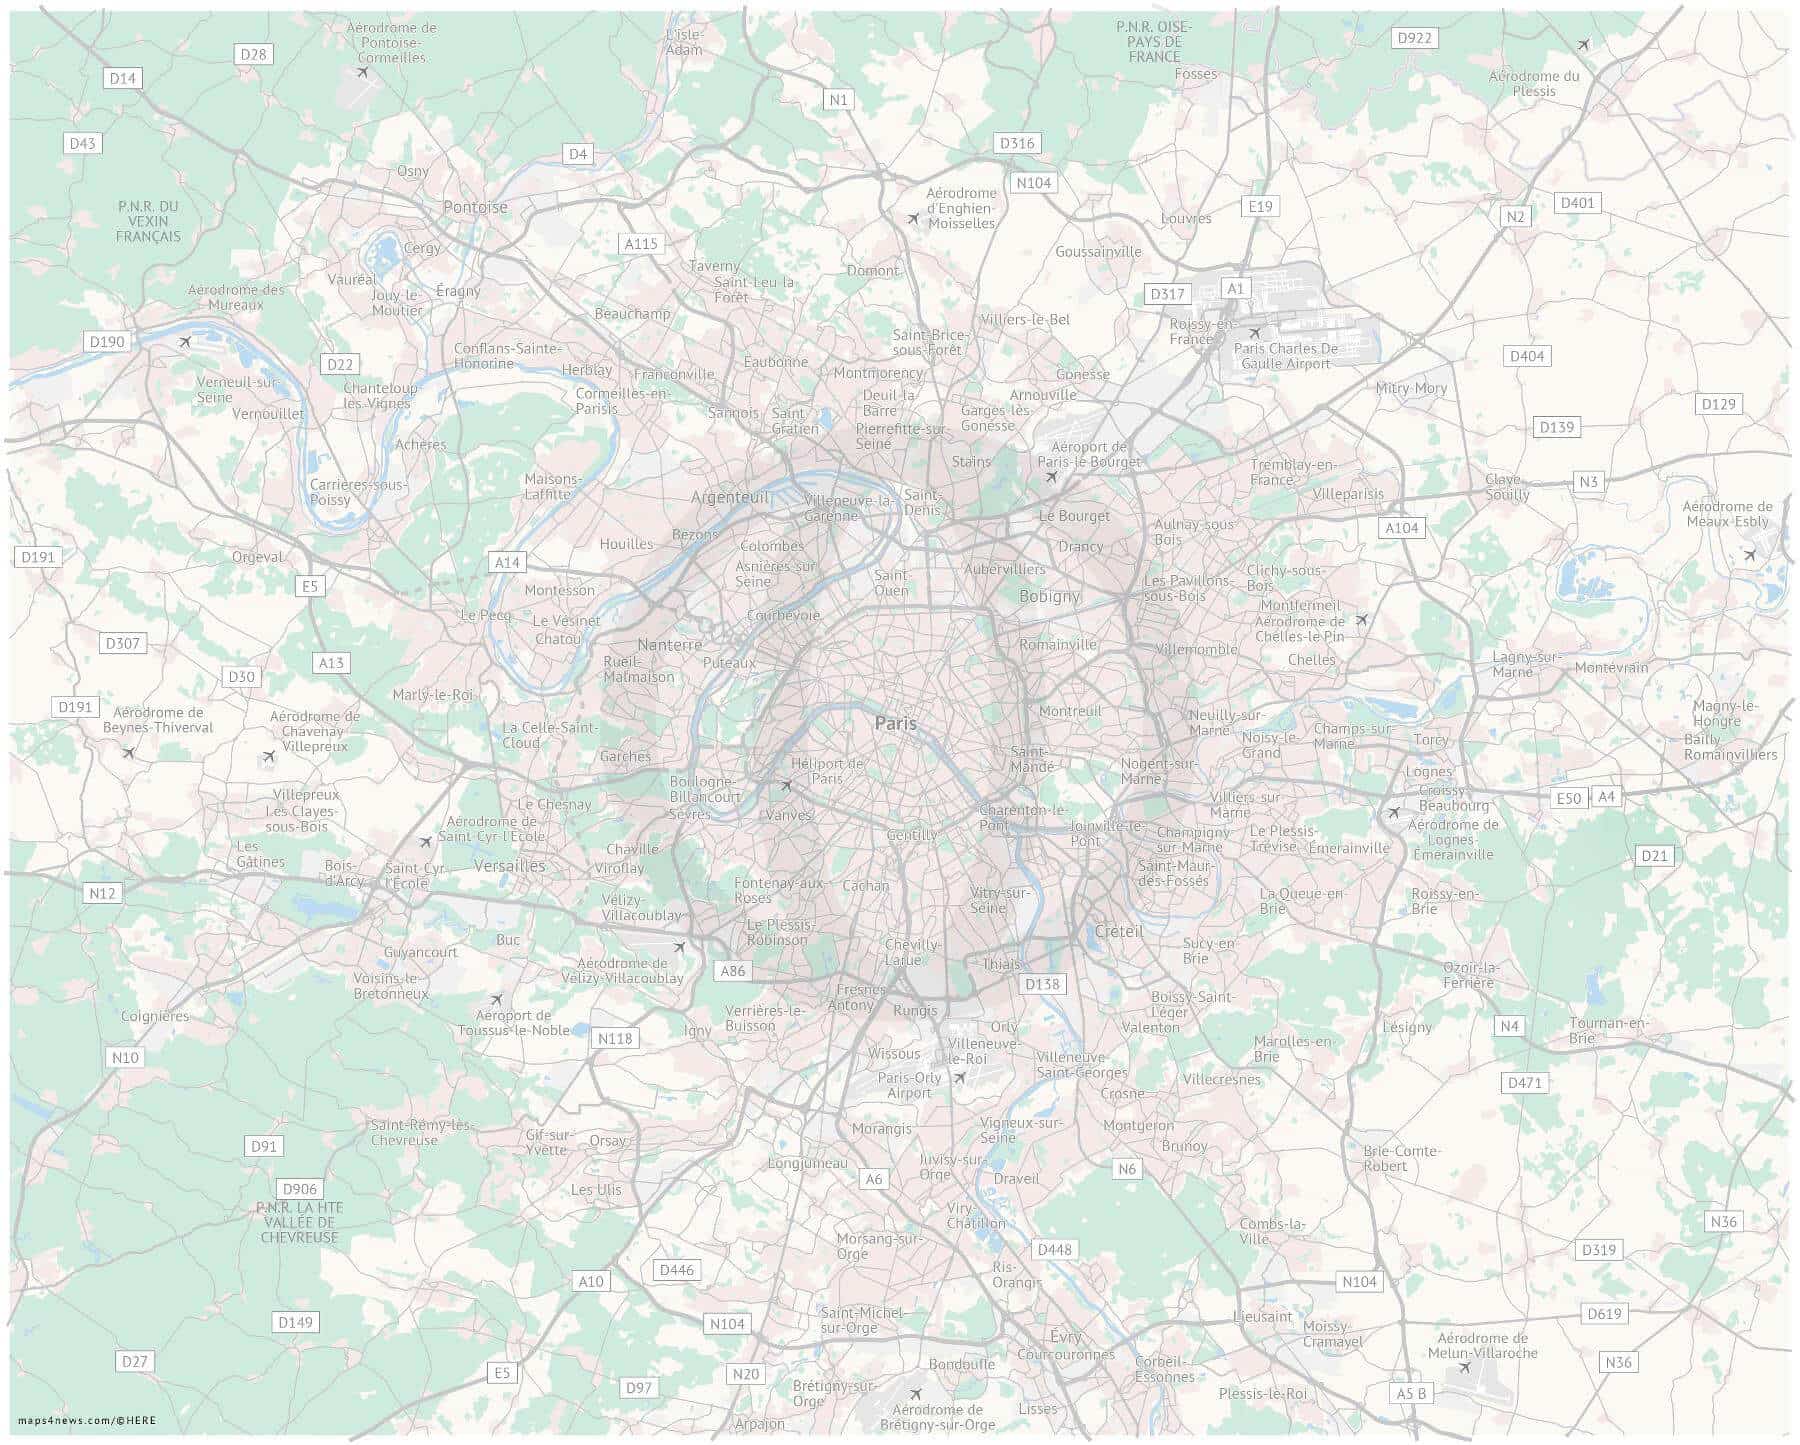 Aérodrome de
Pontoise-
Cormeilles
L'isle-
Adam
P.N.R. OISE-
PAYS DE
FRANCE
D922
D28
D14
Fosses
Aérodrome du
Plessis
N1
D43
D4
D316
N104
Osny
Aérodrome
d'Enghien-
Moisselles
P.N.R. DU
VEXIN
FRANÇAIS
Pontoise
Louvres
E19
D401
N2
Cergy
A115
Goussainville
Vauréal
Taverny
Saint-Leu-la
Forêt
Domont
Aérodrome des
Mureaux
Jouy-le-
Moutier
Éragny
D317
A1
Beauchamp
Villiers-le-Bel
Roissy-en-
France
D190
Saint-Brice-
sous-Forêt
Paris Charles De
Gaulle Airport
D404
D22
Conflans-Sainte-
Honorine
Herblay
Franconville
Eaubonne
Montmorency
Gonesse
Mitry-Mory
Verneuil-sur-
Seine
Vernouillet
Chanteloup
les-Vignes
Cormeilles-en-
Parisis
Deuil-la
Barre
Arnouville
Garges-lès
Gonesse
D129
Sannois
Saint
Gratien
Pierrefitte-sur-
Seine
D139
Achères
Aéroport de
Paris-le Bourget
Stains
Tremblay-en-
France
Villeparisis
Carrieres-sous-
Poissy
Maisons-
Laffitte
Argenteuil
Villeneuve-la-
Garenne
Saint-
Denis
Claye
Souilly
N3
Aérodrome de
Meaux-Esbly
Le Bourget
Aulnay-sous
Bois
A104
Bezons
Houilles
Colombes
Drancy
D191
Orgeval
A14
Asnières-sur
Seine
Saint-
Ouen
Aubervilliers
Clichy-sous-
Bois
E5
Montesson
Les Pavillons-
sous-Bois
Bobigny
Montfermeil
Aérodrome de
Chelles-le-Pin
Le Pecq
Le Vésinet
Chatou
Courbevoie
D307
Nanterre
Romainville
Villemomble
A13
Rueil-
Malmaison
Puteaux
Chelles
Lagny-sur-
Marne
Montévrain
D30
Marly-le-Roi
D191
Aérodrome de
Beynes-Thiverval
Aérodrome de
Chavenay
Villepreux
La Celle-Saint-
Cloud
Paris
Montreuil
Neuilly-sur-
Marne
Noisy-le-
Grand
Champs-sur-
Marne
Torcy
Magny-le-
Hongre
Bailly-
Romainvilliers
Garches
Saint-
Mandé
Nogent-sur-
Marne
Héliport de
Paris
Lognes
Villepreux
Les Clayes-
sous-Bois
Boulogne-
Billancourt
Sèvres
Croissy-
Beaubourg
E50
A4
Le Chesnay
Vanves
Charenton-le-
Pont
Villiers-sur
Marne
Aérodrome de
Saint-Cyr-l'École
Gentilly
Joinville-le-
Pont
Champigny-
sur-Marne
Le Plessis-
Trévise
Aérodrome de
Lognes-
Émerainville
Émerainville
Les
Gâtines
Chaville
D21
Bois-
d'Arcy
Saint-Cyr
l'École
Versailles
Viroflay
Saint-Maur-
des-Fossés
Fontenay-aux-
Roses
Cachan
N12
Vitry-sur-
Seine
La Queue-en-
Brie
Roissy-en-
Brie
Vélizy-
Villacoublay
Le Plessis-
Robinson
Créteil
Buc
Guyancourt
Chevilly-
Larue
Sucy-en
Brie
Aérodrome de
Vélizy-Villacoublay
A86
Thiais
Voisins-le-
Bretonneux
D138
Ozoir-la-
Ferrière
Fresnes
Antony
Rungis
Boissy-Saint-
Léger
Coignières
Aéroport de
Toussus-le-Noble
Verrières-le-
Buisson
Igny
Orly
Valenton
Lésigny
N4
Tournan-en-
Brie
N118
N10
Wissous
Villeneuve-
le-Roi
Villeneuve-
Saint-Georges
Marolles-en-
Brie
Paris-Orly
Airport
Villecresnes
D471
Crosne
Saint-Rémy-lès-
Chevreuse
Gif-sur-
Yvette
Orsay
Morangis
Vigneux-sur-
Seine
Montgeron
Brunoy
D91
Longjumeau
Juvisy-sur-
Orge
Brie-Comte-
Robert
A6
Draveil
N6
D906
P.N.R. LA HTE
VALLÉE DE
CHEVREUSE
Les Ulis
Viry-
Châtillon
Combs-la-
Ville
N36
Morsang-sur-
Orge
D448
D319
D446
A10
Ris-
Orangis
N104
D149
N104
Saint-Michel-
sur-Orge
Lieusaint
D619
Moissy-
Cramayel
Évry
Courcouronnes
Aérodrome de
Melun-Villaroche
D27
E5
N20
Bondoufle
Corbeil-
Essonnes
N36
D97
Brétigny-sur-
Orge
Plessis-le-Roi
A5 B
Aérodrome de
Brétigny-sur-Orge
Lisses
Arpajon
maps4news.com/©HERE